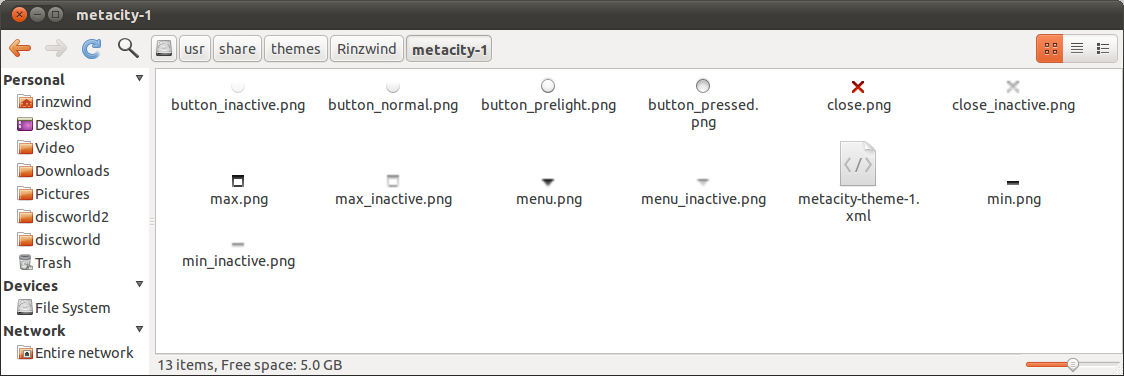 metacity-1
usr share themes Rinzwind metacity-1
Personal
rinzwind
Desktop
Video
Downloads
Pictures
discworld2
discworld
Trash
Devices
File System
Network
Entire network
button_inactive.png button_normal.png button_prelight.png button_pressed. close.png close_inactive.png
png
max.png max_inactive.png menu.png menu_inactive.png metacity-theme-1. min.png
xml
min_inactive.png
13 items, Free space: 5.0 GB